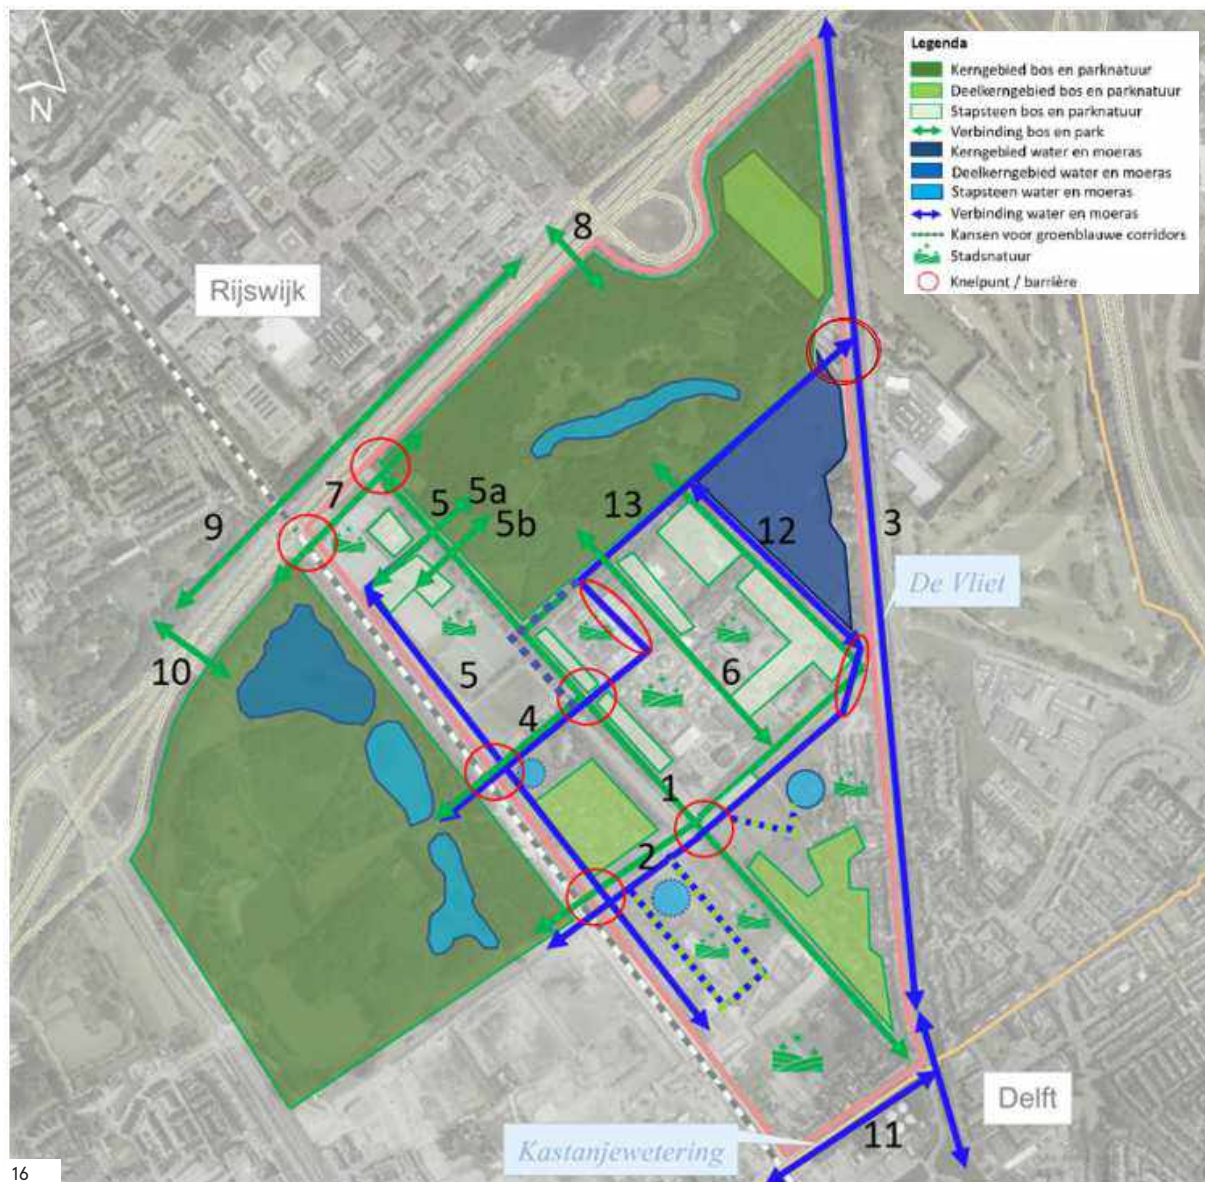 N
Legenda
Kerngebied bos en parknatuur
Deelkerngebied bos en parknatuur
Stapsteen bos en parknatuur
Verbinding bos en park
Kerngebied water en moeras
Deelkerngebied water en moeras
Stapsteen water en moeras
Verbinding water en moeras
Kansen voor groenblauwe corridors
Stadsnatuur
Knelpunt / barrière
8
Rijswijk
5a
7
5
5b
13
9
12
3
De Vliet
10
5
6
4
1
2
Delft
11
Kastanjewetering
16